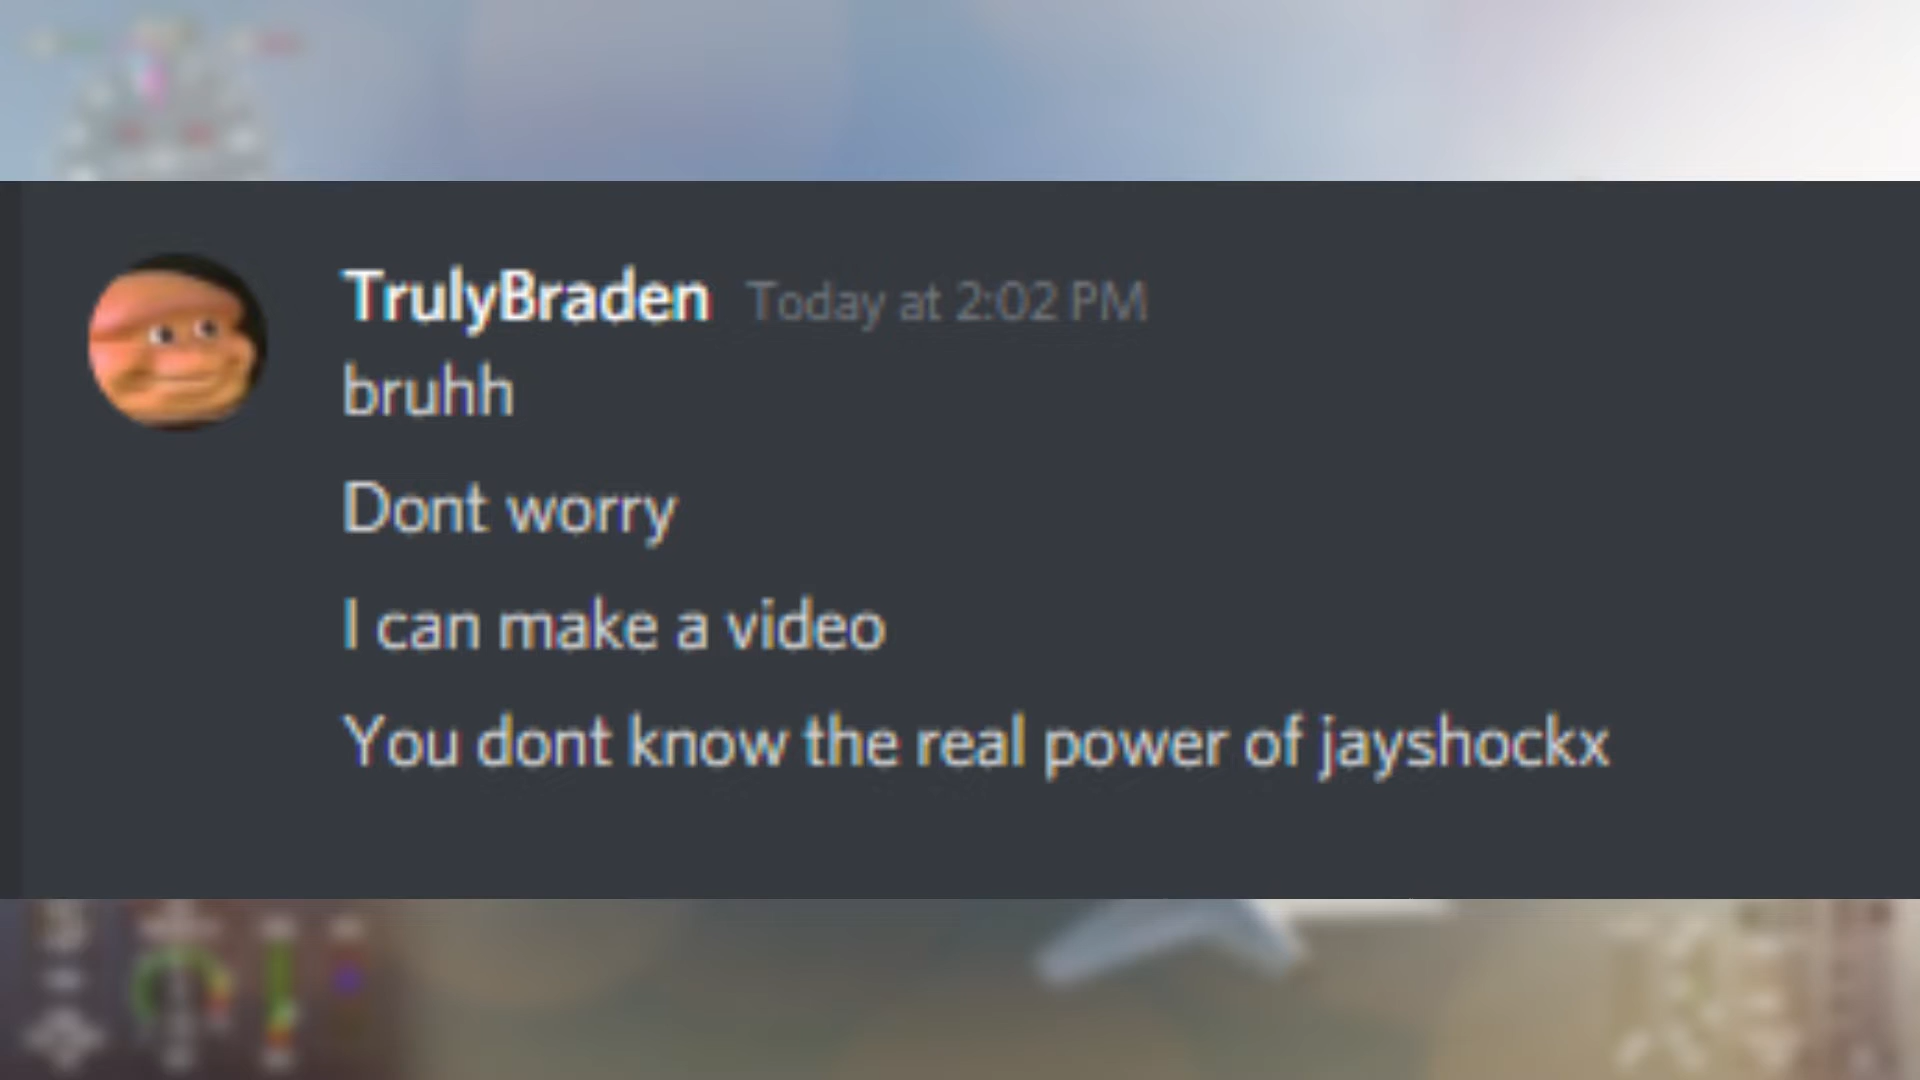 TrulyBraden Today at 2:02 PM
bruhh
Dont worry
I can make a video
You dont know the real power of jayshockx